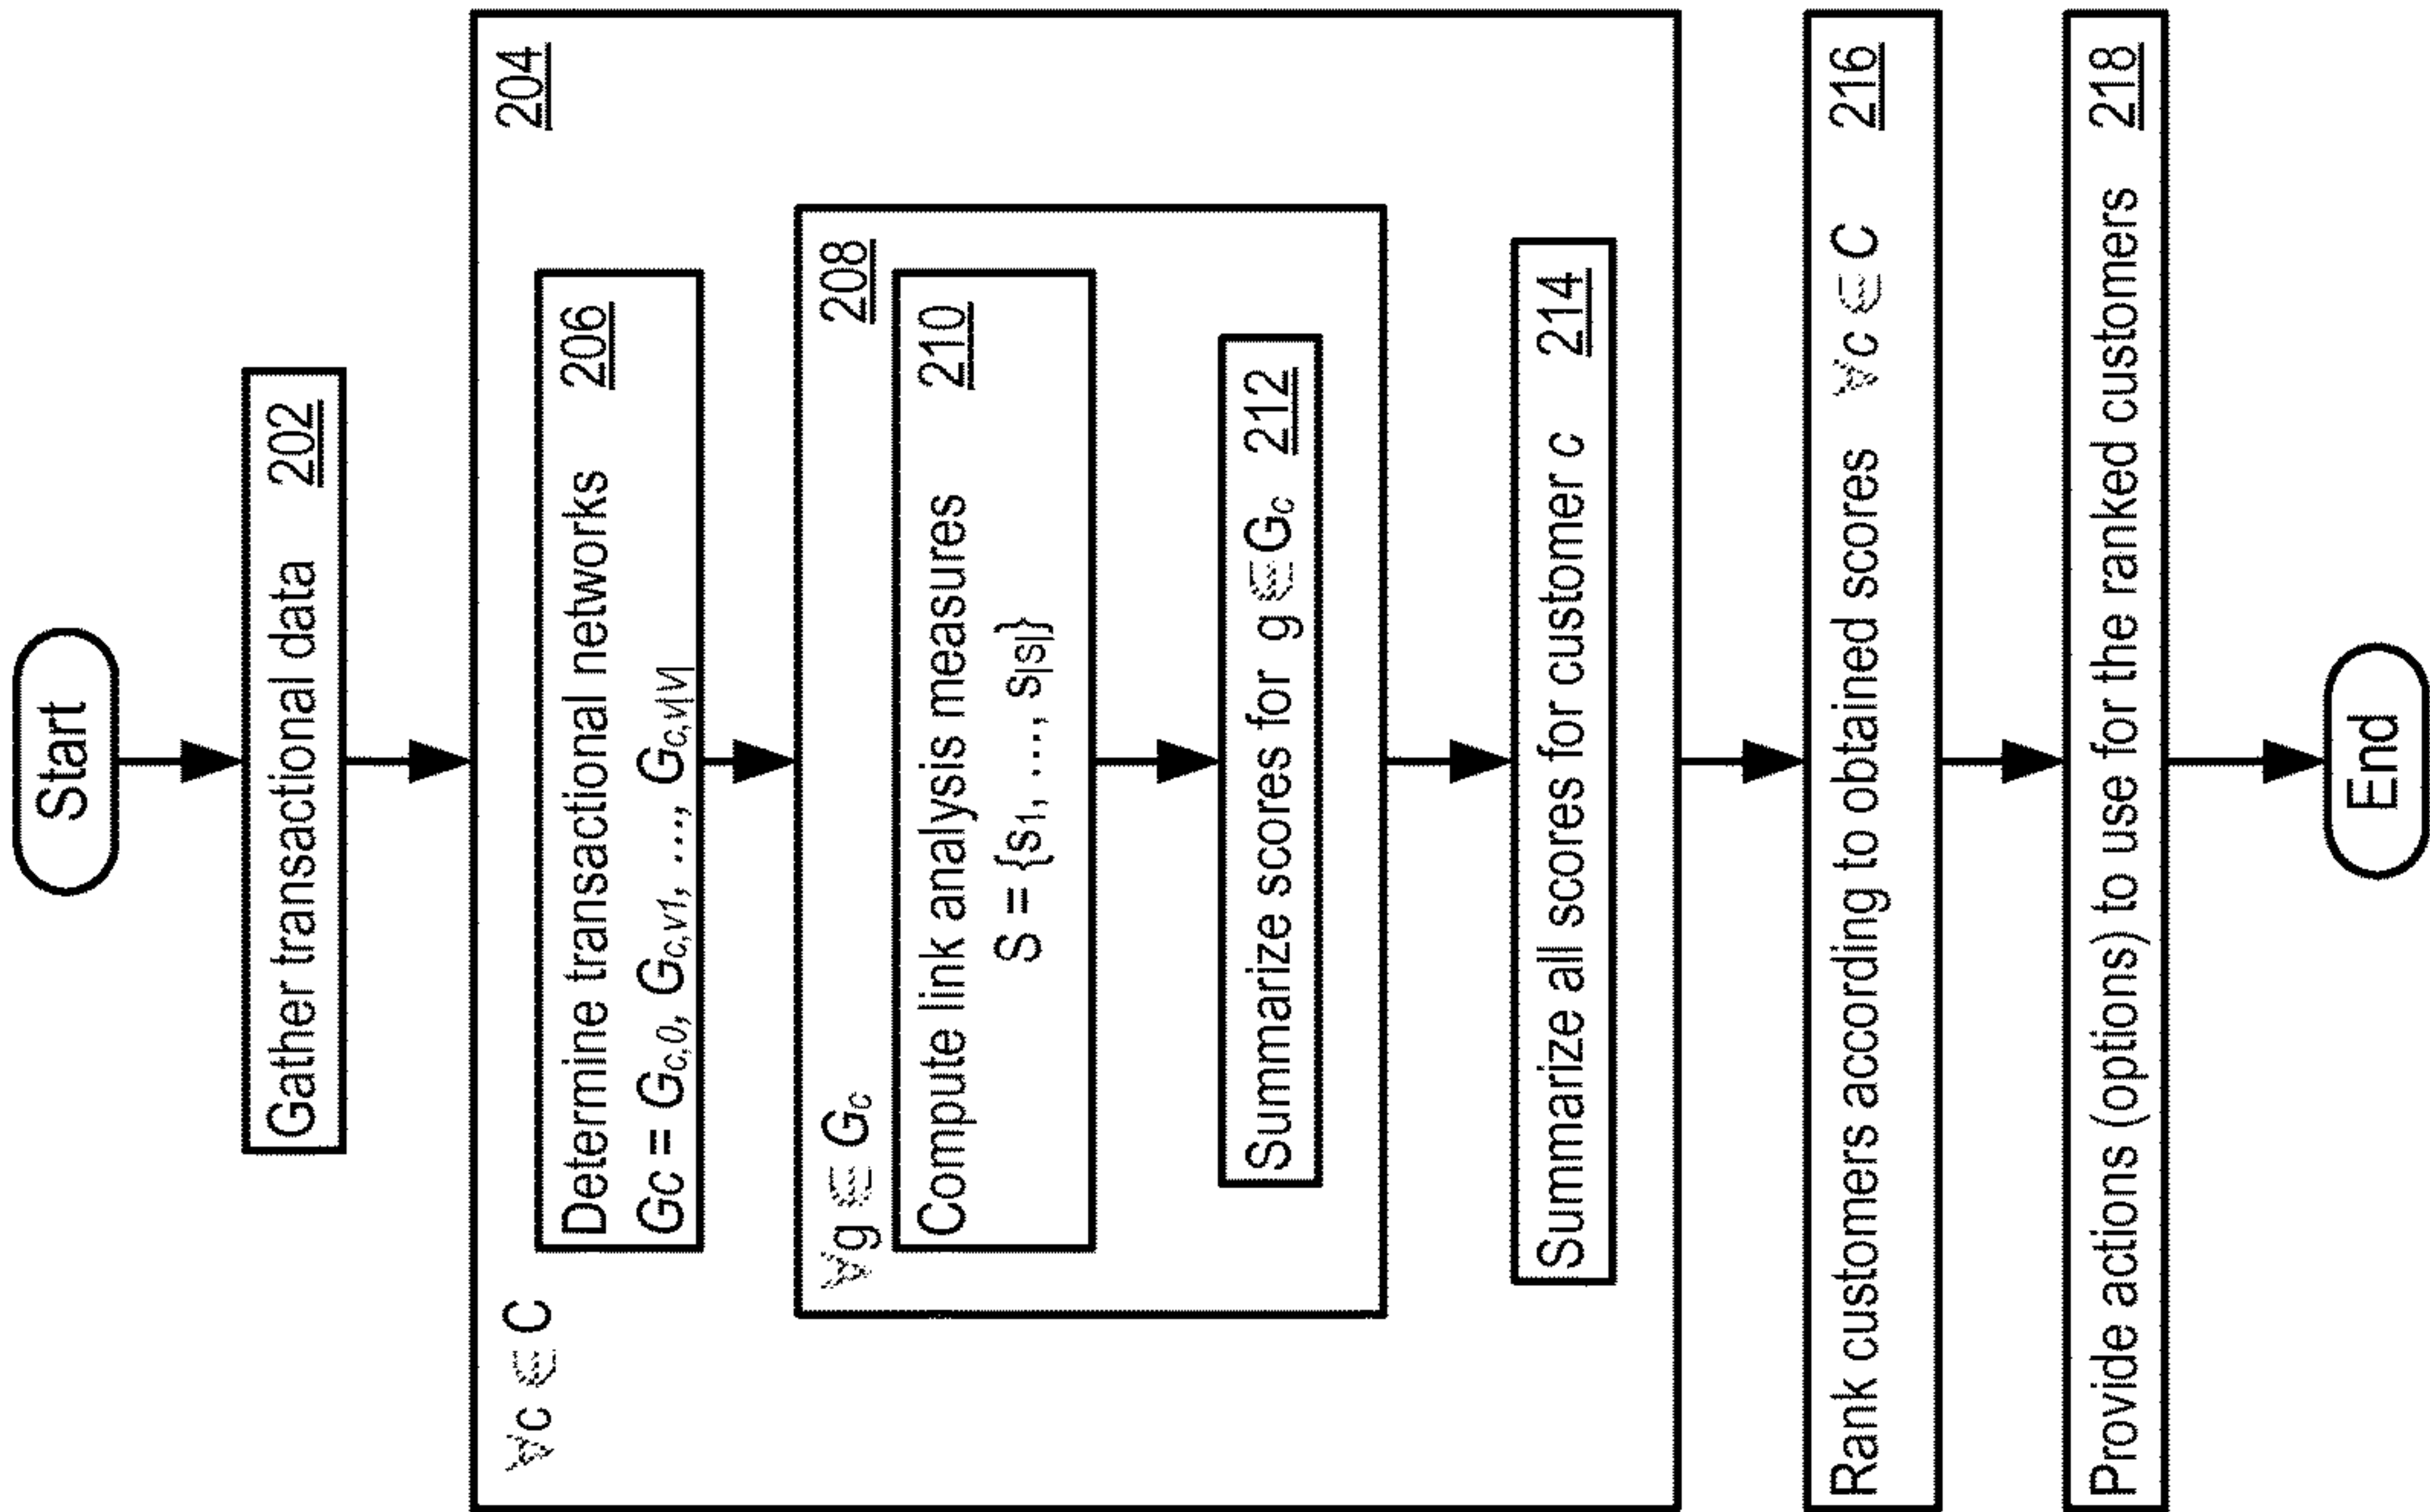 Start
Gather transactional data 202
∀c ∈ C 204
Determine transactional networks 206
Gc = Gc,0, Gc,v1, ..., Gc,v|V|
∀g ∈ Gc 208
Compute link analysis measures 210
S = {s1, ..., s|s|}
Summarize scores for g ∈ Gc 212
Summarize all scores for customer c 214
Rank customers according to obtained scores ∀c ∈ C 216
Provide actions (options) to use for the ranked customers 218
End